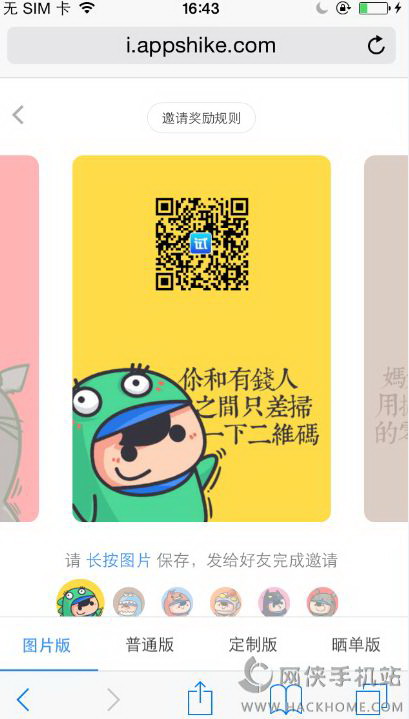 无 SIM 卡
16:43
i.appshike.com
邀请奖励规则
试
你和有錢人
之間只差掃
一下二維碼
媽
用
的零
请 长按图片 保存，发给好友完成邀请
图片版
普通版
定制版
晒单版
网侠手机站
WWW.HACKHOME.COM